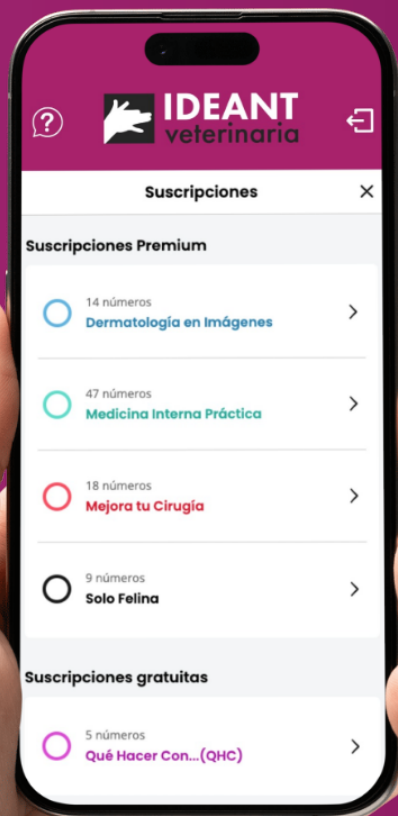 IDEANT
veterinaria
Suscripciones
Suscripciones Premium
14 números
Dermatología en Imágenes
47 números
Medicina Interna Práctica
18 números
Mejora tu Cirugía
9 números
Solo Felina
Suscripciones gratuitas
5 números
Qué Hacer Con...(QHC)